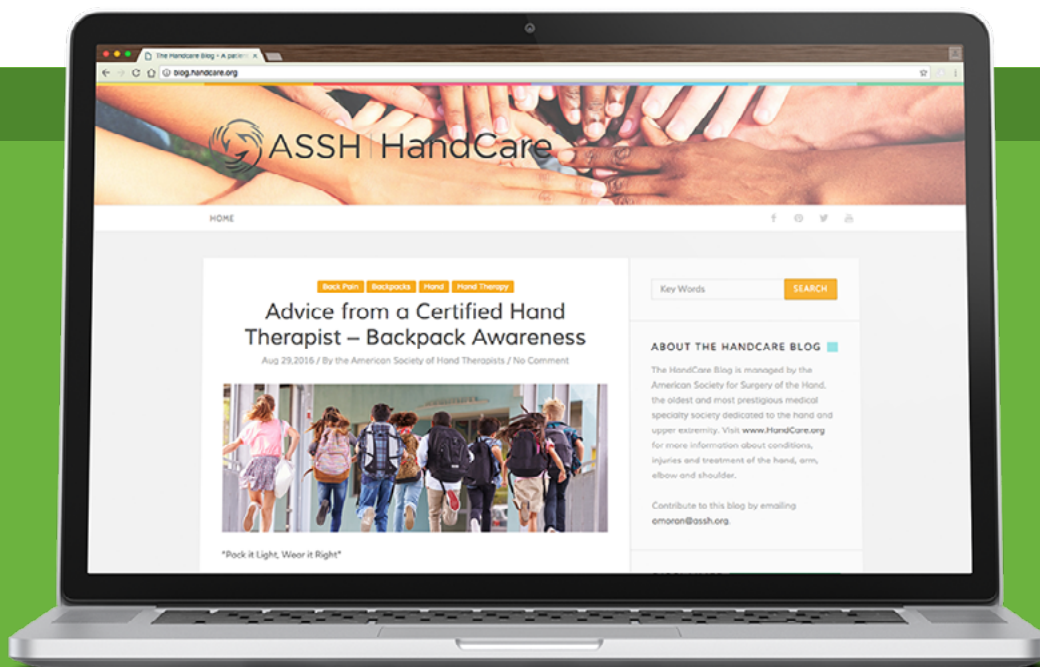 The Handcare Blog - A patien
blog.handcare.org
ASSH HandCare
HOME
Back Pain Backpacks Hand Hand Therapy
Advice from a Certified Hand
Therapist – Backpack Awareness
Aug 29,2016 / By the American Society of Hand Therapists / No Comment
"Pack it Light, Wear it Right"
Key Words SEARCH
ABOUT THE HANDCARE BLOG
The HandCare Blog is managed by the
American Society for Surgery of the Hand,
the oldest and most prestigious medical
specialty society dedicated to the hand and
upper extremity. Visit www.HandCare.org
for more information about conditions,
injuries and treatment of the hand, arm,
elbow and shoulder.
Contribute to this blog by emailing
omoran@assh.org.